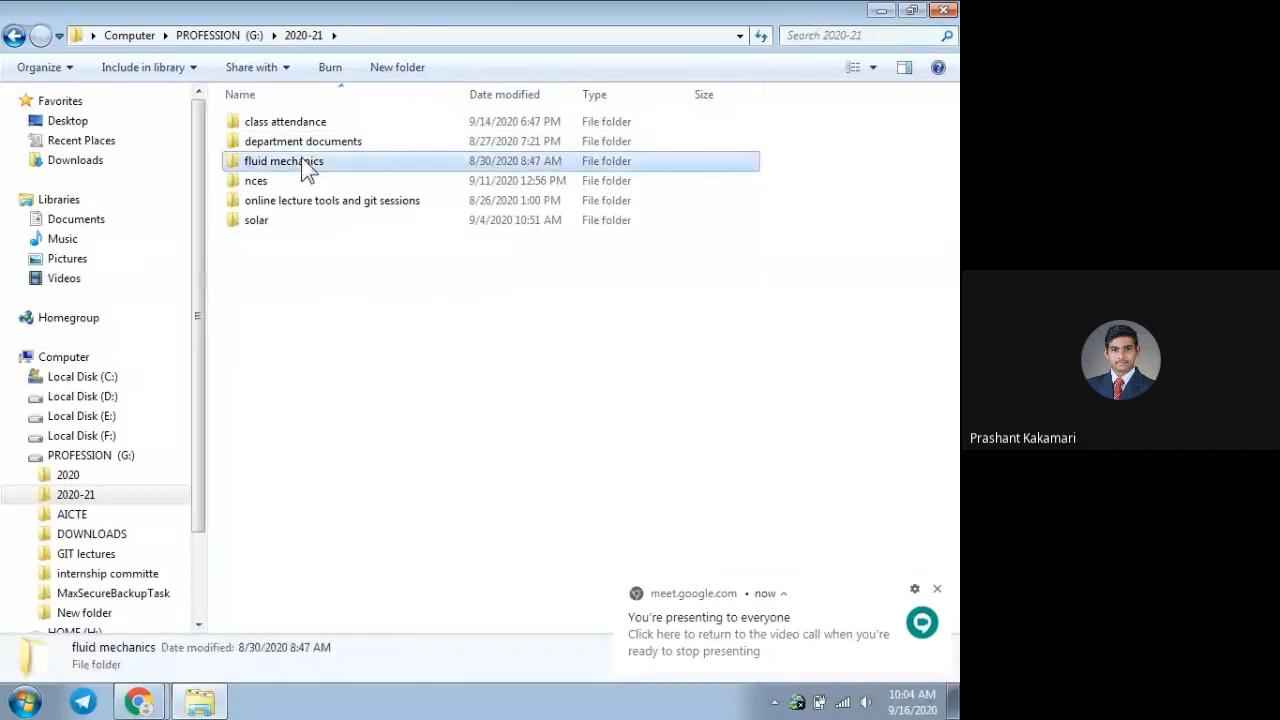 Computer PROFESSION (G:) 2020-21 Search 2020-21
Organize Include in library Share with Burn New folder
Name Date modified Type Size
Favorites
Desktop
Recent Places
Downloads
Libraries
Documents
Music
Pictures
Videos
Homegroup
Computer
Local Disk (C:)
Local Disk (D:)
Local Disk (E:)
Local Disk (F:)
PROFESSION (G:)
2020
2020-21
AICTE
DOWNLOADS
GIT lectures
internship committe
MaxSecureBackupTask
New folder
HOME (H:)
class attendance 9/14/2020 6:47 PM File folder
department documents 8/27/2020 7:21 PM File folder
fluid mechanics 8/30/2020 8:47 AM File folder
nces 9/11/2020 12:56 PM File folder
online lecture tools and git sessions 8/26/2020 1:00 PM File folder
solar 9/4/2020 10:51 AM File folder
Prashant Kakamari
meet.google.com • now
You're presenting to everyone
Click here to return to the video call when you're
ready to stop presenting
fluid mechanics Date modified: 8/30/2020 8:47 AM
File folder
10:04 AM
9/16/2020